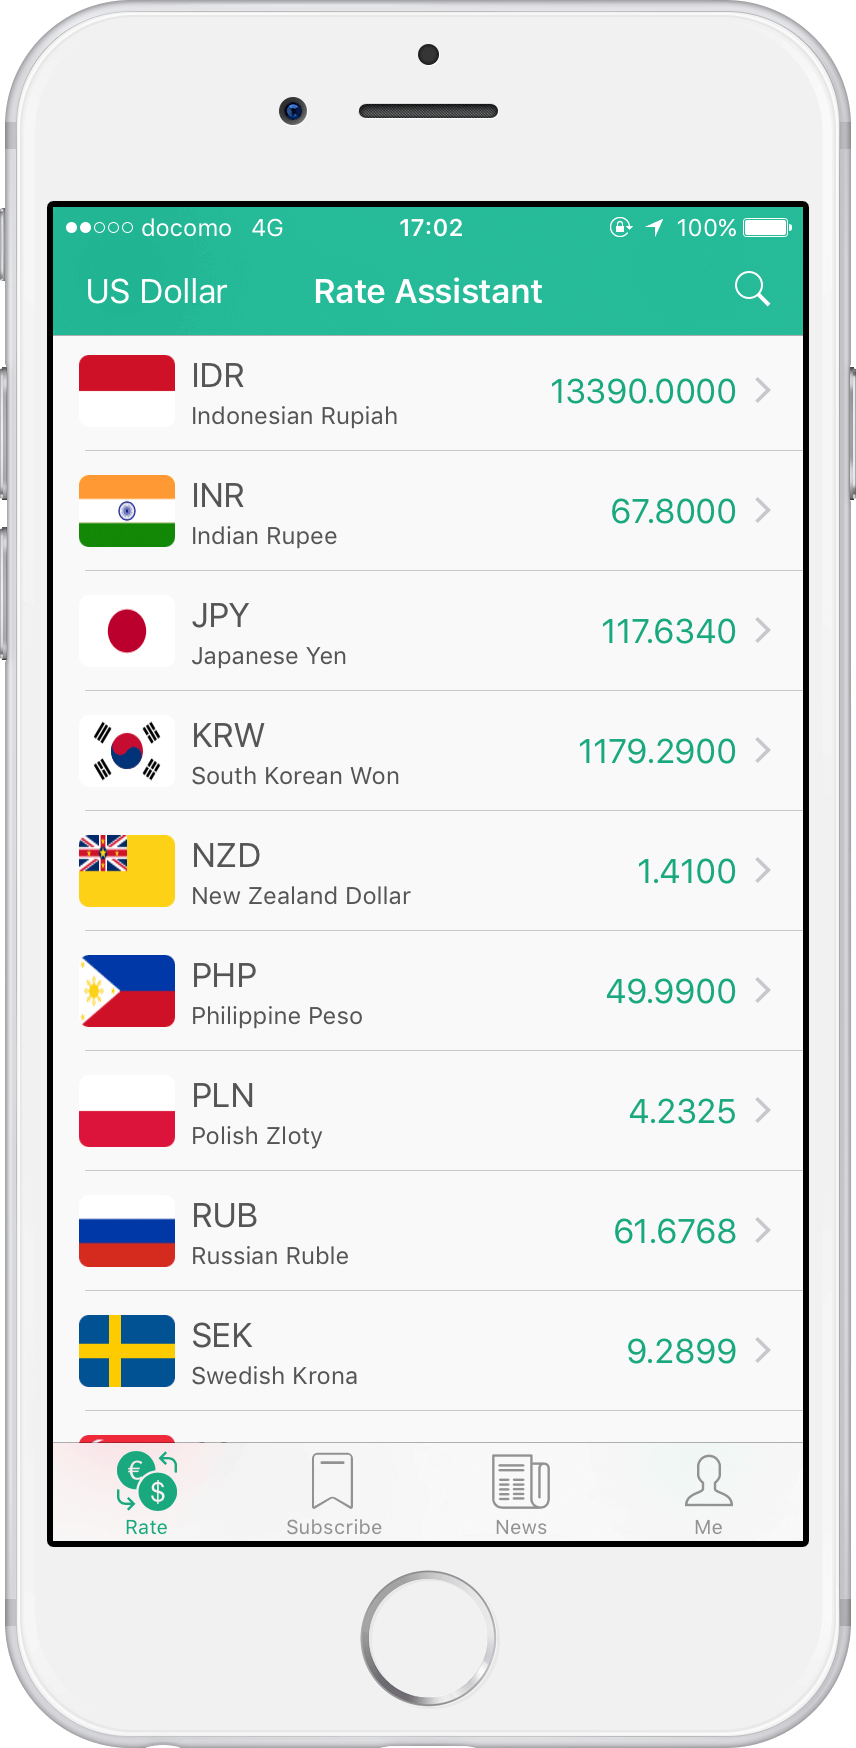 docomo 4G 17:02 100%
US Dollar Rate Assistant
IDR
Indonesian Rupiah
13390.0000
INR
Indian Rupee
67.8000
JPY
Japanese Yen
117.6340
KRW
South Korean Won
1179.2900
NZD
New Zealand Dollar
1.4100
PHP
Philippine Peso
49.9900
PLN
Polish Zloty
4.2325
RUB
Russian Ruble
61.6768
SEK
Swedish Krona
9.2899
€
$
Rate Subscribe News Me